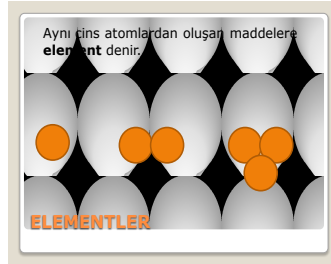 Aynı cins atomlardan oluşan maddelere
element denir.
ELEMENTLER